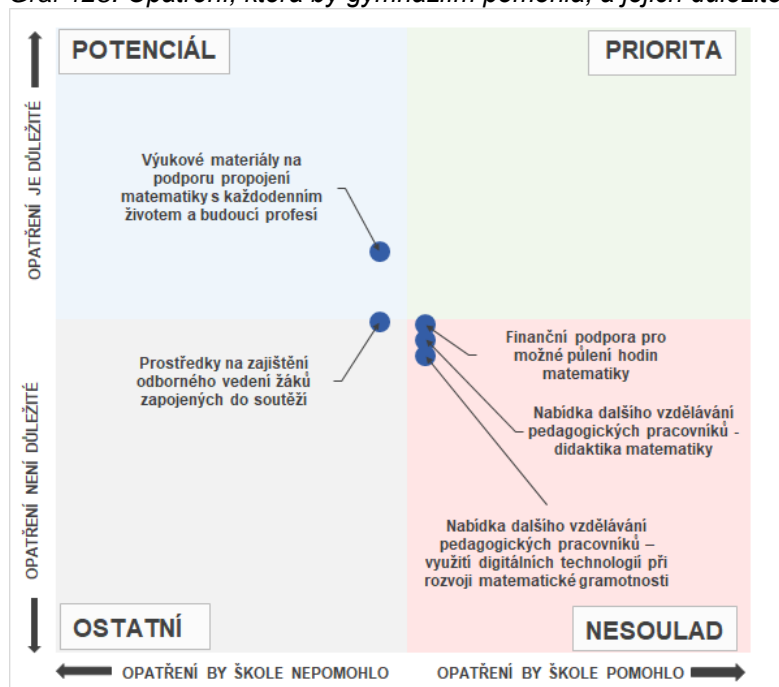 POTENCIÁL
PRIORITA
OPATŘENÍ JE DŮLEŽITÉ
Výukové materiály na
podporu propojení
matematiky s každodenním
životem a budoucí profesí
Prostředky na zajištění
odborného vedení žáků
zapojených do soutěží
Finanční podpora pro
možné půlení hodin
matematiky
Nabídka dalšího vzdělávání
pedagogických pracovníků -
didaktika matematiky
Nabídka dalšího vzdělávání
pedagogických pracovníků –
využití digitálních technologií při
rozvoji matematické gramotnosti
OPATŘENÍ NENÍ DŮLEŽITÉ
OSTATNÍ
NESOULAD
OPATŘENÍ BY ŠKOLE NEPOMOHLO
OPATŘENÍ BY ŠKOLE POMOHLO